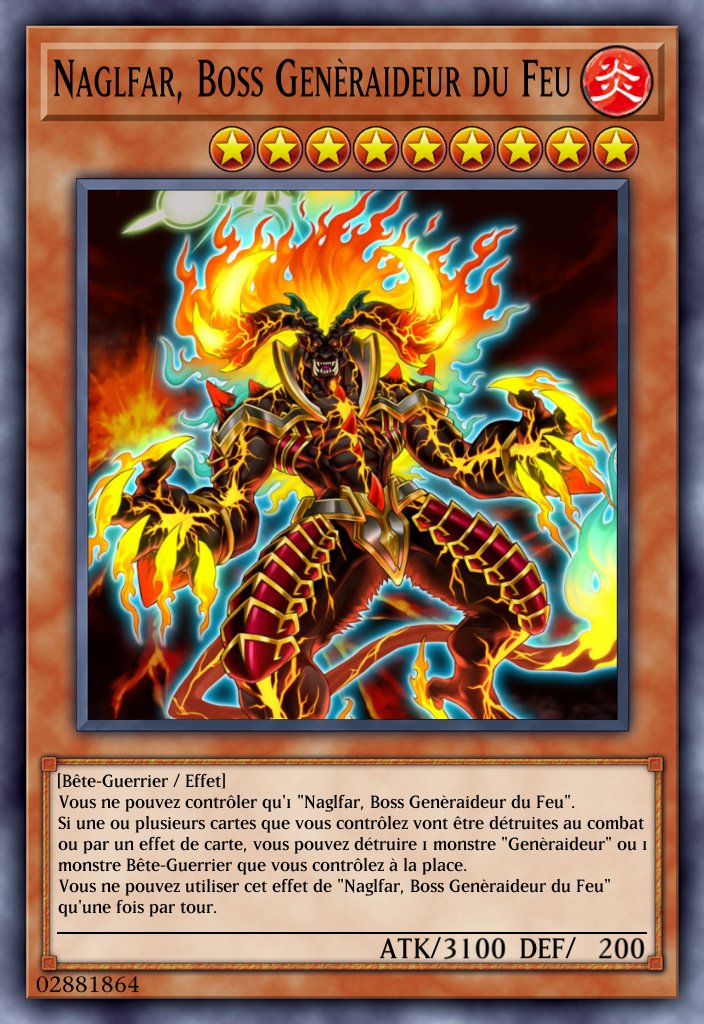 Naglfar, Boss Genèraideur du Feu
炎
[Bête-Guerrier / Effet]
Vous ne pouvez contrôler qu'1 "Naglfar, Boss Genèraideur du Feu".
Si une ou plusieurs cartes que vous contrôlez vont être détruites au combat
ou par un effet de carte, vous pouvez détruire 1 monstre "Genèraideur" ou 1
monstre Bête-Guerrier que vous contrôlez à la place.
Vous ne pouvez utiliser cet effet de "Naglfar, Boss Genèraideur du Feu"
qu'une fois par tour.
ATK/3100 DEF/ 200
02881864